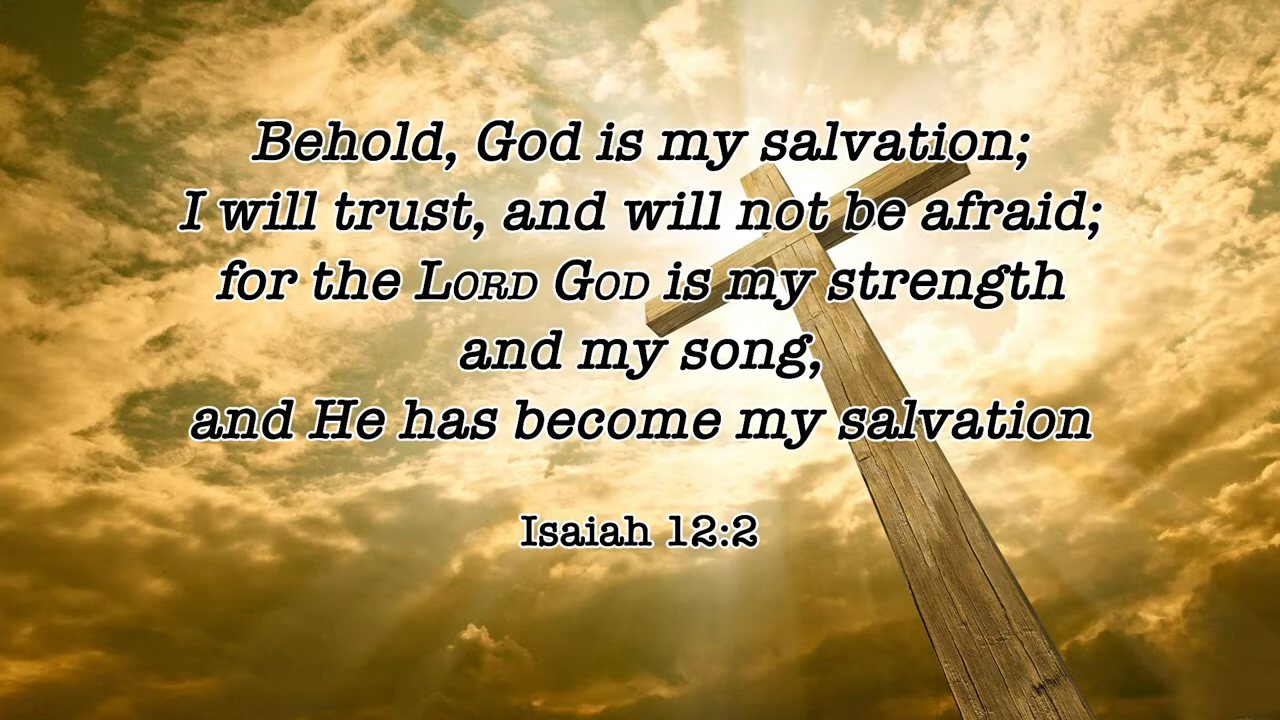 Behold, God is my salvation;
I will trust, and will not be afraid;
for the LORD GOD is my strength
and my song,
and He has become my salvation
Isaiah 12:2